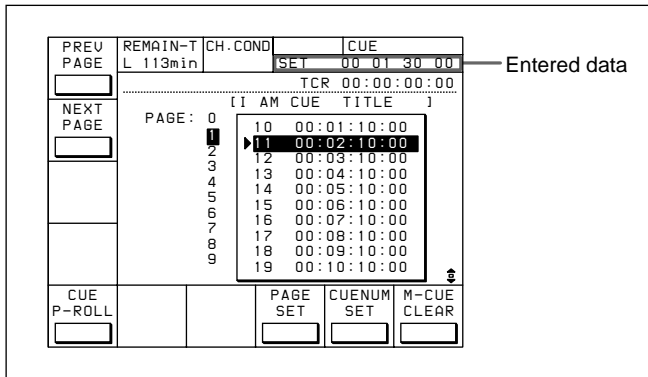 PREV PAGE
REMAIN-T
L 113min
CH.COND
CUE
SET 00 01 30 00
Entered data
TCR 00:00:00:00
[I AM CUE TITLE ]
NEXT PAGE
PAGE: 0
1
2
3
4
5
6
7
8
9
10 00:01:10:00
11 00:02:10:00
12 00:03:10:00
13 00:04:10:00
14 00:05:10:00
15 00:06:10:00
16 00:07:10:00
17 00:08:10:00
18 00:09:10:00
19 00:10:10:00
CUE P-ROLL
PAGE SET
CUENUM SET
M-CUE CLEAR